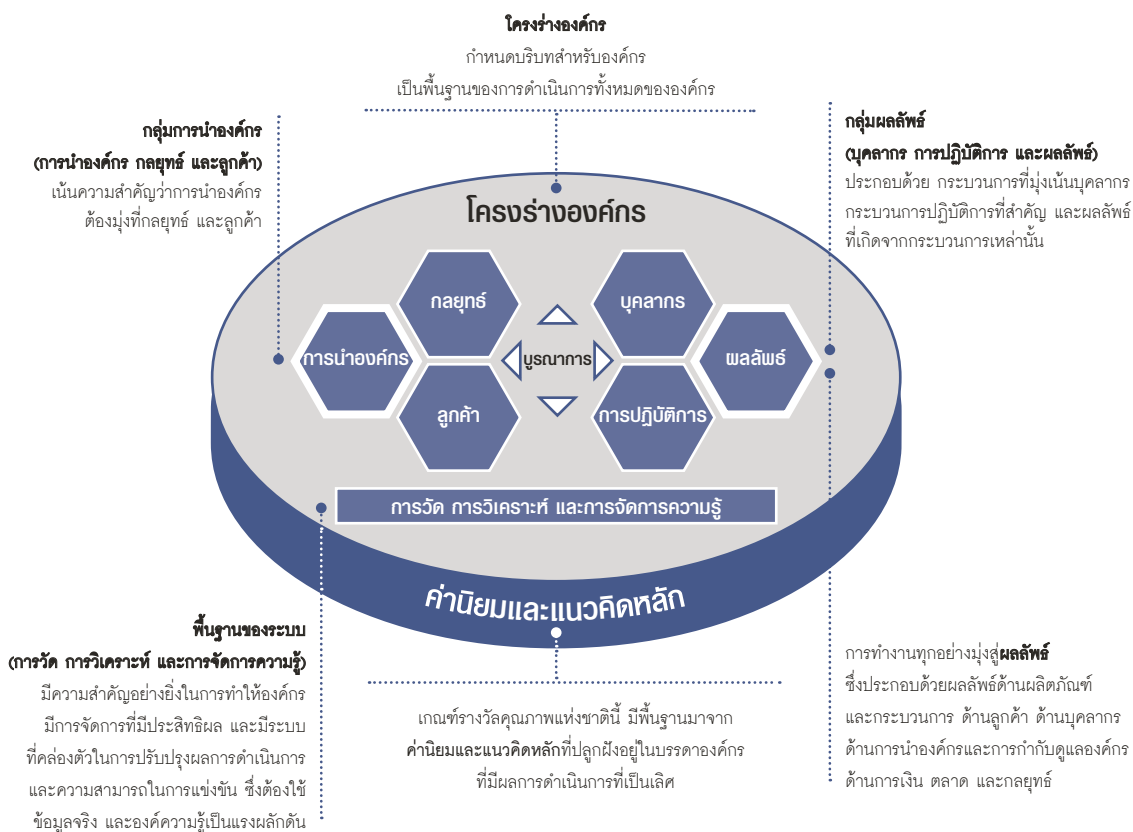 โครงร่างองค์กร
กำหนดบริบทสำหรับองค์กร
เป็นพื้นฐานของการดำเนินการทั้งหมดขององค์กร
กลุ่มการนำองค์กร
(การนำองค์กร กลยุทธ์ และลูกค้า)
เน้นความสำคัญว่าการนำองค์กร
ต้องมุ่งที่กลยุทธ์ และลูกค้า
กลุ่มผลลัพธ์
(บุคลากร การปฏิบัติการ และผลลัพธ์)
ประกอบด้วย กระบวนการที่มุ่งเน้นบุคลากร
กระบวนการปฏิบัติการที่สำคัญ และผลลัพธ์
ที่เกิดจากกระบวนการเหล่านั้น
โครงร่างองค์กร
กลยุทธ์
บุคลากร
การนำองค์กร
บูรณาการ
ผลลัพธ์
ลูกค้า
การปฏิบัติการ
การวัด การวิเคราะห์ และการจัดการความรู้
ค่านิยมและแนวคิดหลัก
พื้นฐานของระบบ
(การวัด การวิเคราะห์ และการจัดการความรู้)
มีความสำคัญอย่างยิ่งในการทำให้องค์กร
มีการจัดการที่มีประสิทธิผล และมีระบบ
ที่คล่องตัวในการปรับปรุงผลการดำเนินการ
และความสามารถในการแข่งขัน ซึ่งต้องใช้
ข้อมูลจริง และองค์ความรู้เป็นแรงผลักดัน
เกณฑ์รางวัลคุณภาพแห่งชาตินี้ มีพื้นฐานมาจาก
ค่านิยมและแนวคิดหลักที่ปลูกฝังอยู่ในบรรดาองค์กร
ที่มีผลการดำเนินการที่เป็นเลิศ
การทำงานทุกอย่างมุ่งสู่ผลลัพธ์
ซึ่งประกอบด้วยผลลัพธ์ด้านผลิตภัณฑ์
และกระบวนการ ด้านลูกค้า ด้านบุคลากร
ด้านการนำองค์กรและการกำกับดูแลองค์กร
ด้านการเงิน ตลาด และกลยุทธ์